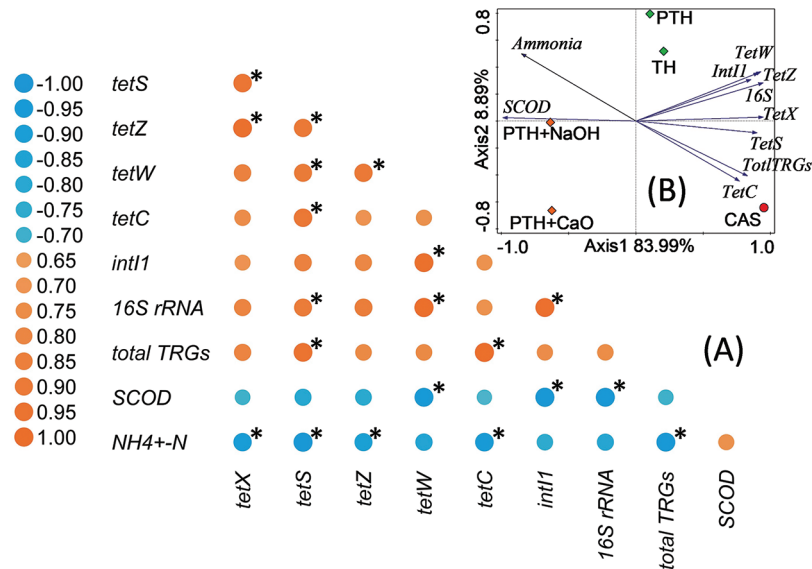 -1.00
-0.95
-0.90
-0.85
-0.80
-0.75
-0.70
0.65
0.70
0.75
0.80
0.85
0.90
0.95
1.00
tetS *
tetZ * *
tetW * *
tetC *
intI1 *
16S rRNA * * *
total TRGs * *
SCOD * * *
NH4+-N * * * * *
tetX
tetS
tetZ
tetW
tetC
intI1
16S rRNA
total TRGs
SCOD
(A)
0.8
PTH
Ammonia
TH
TetW
IntI1
TetZ
16S
SCOD
TetX
PTH+NaOH
TetS
TotlTRGs
TetC
(B)
PTH+CaO
CAS
-0.8
-1.0
Axis1 83.99%
1.0
Axis2 8.89%